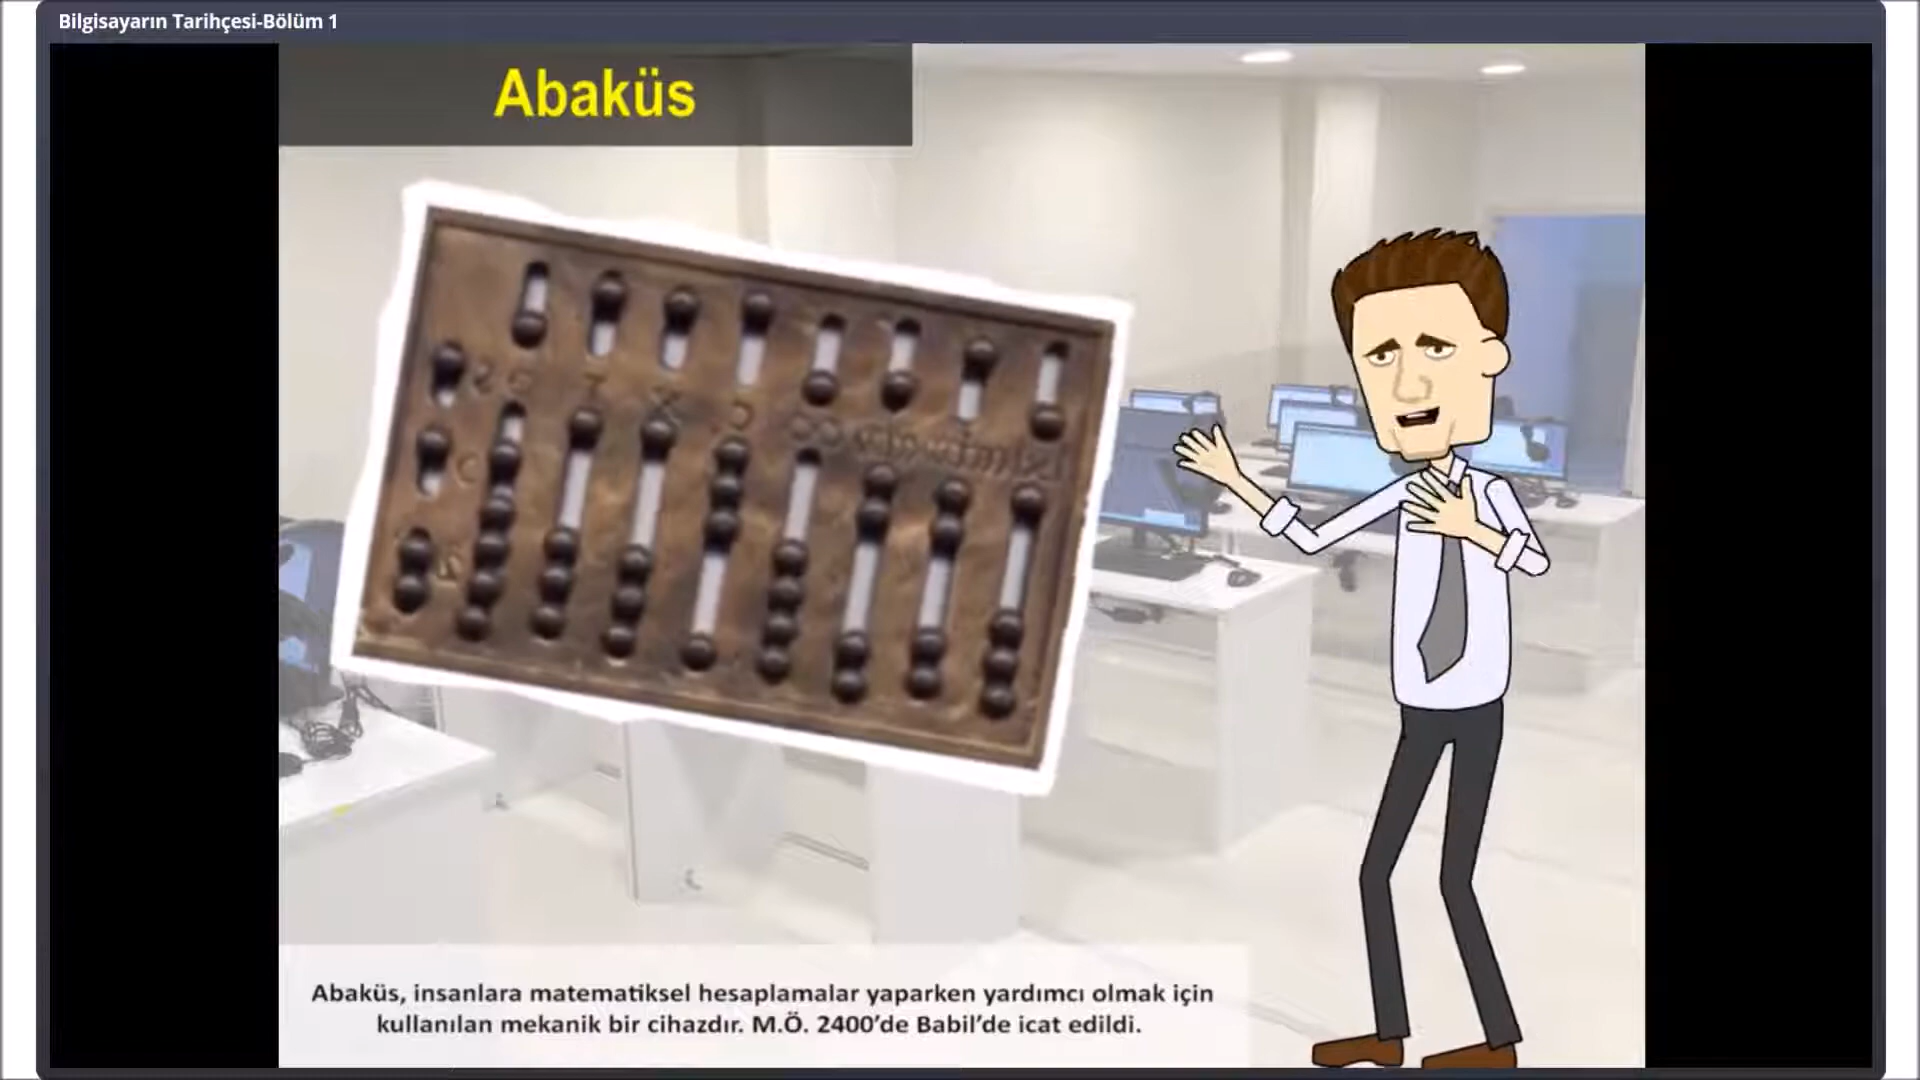 Bilgisayarın Tarihçesi-Bölüm 1
Abaküs
Abaküs, insanlara matematiksel hesaplamalar yaparken yardımcı olmak için
kullanılan mekanik bir cihazdır. M.Ö. 2400’de Babil’de icat edildi.